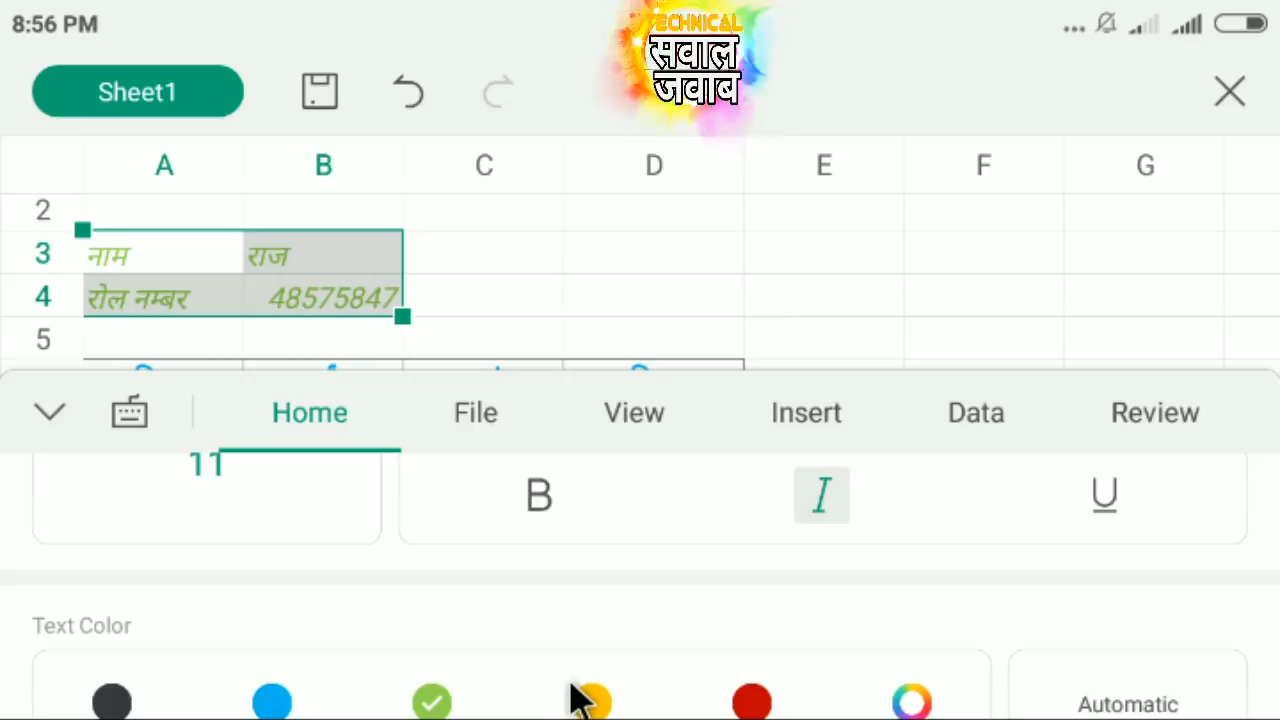 8:56 PM
TECHNICAL
सवाल
जवाब
Sheet1
A B C D E F G
2
3 नाम राज
4 रोल नम्बर 48575847
5
Home File View Insert Data Review
11
B I U
Text Color
Automatic